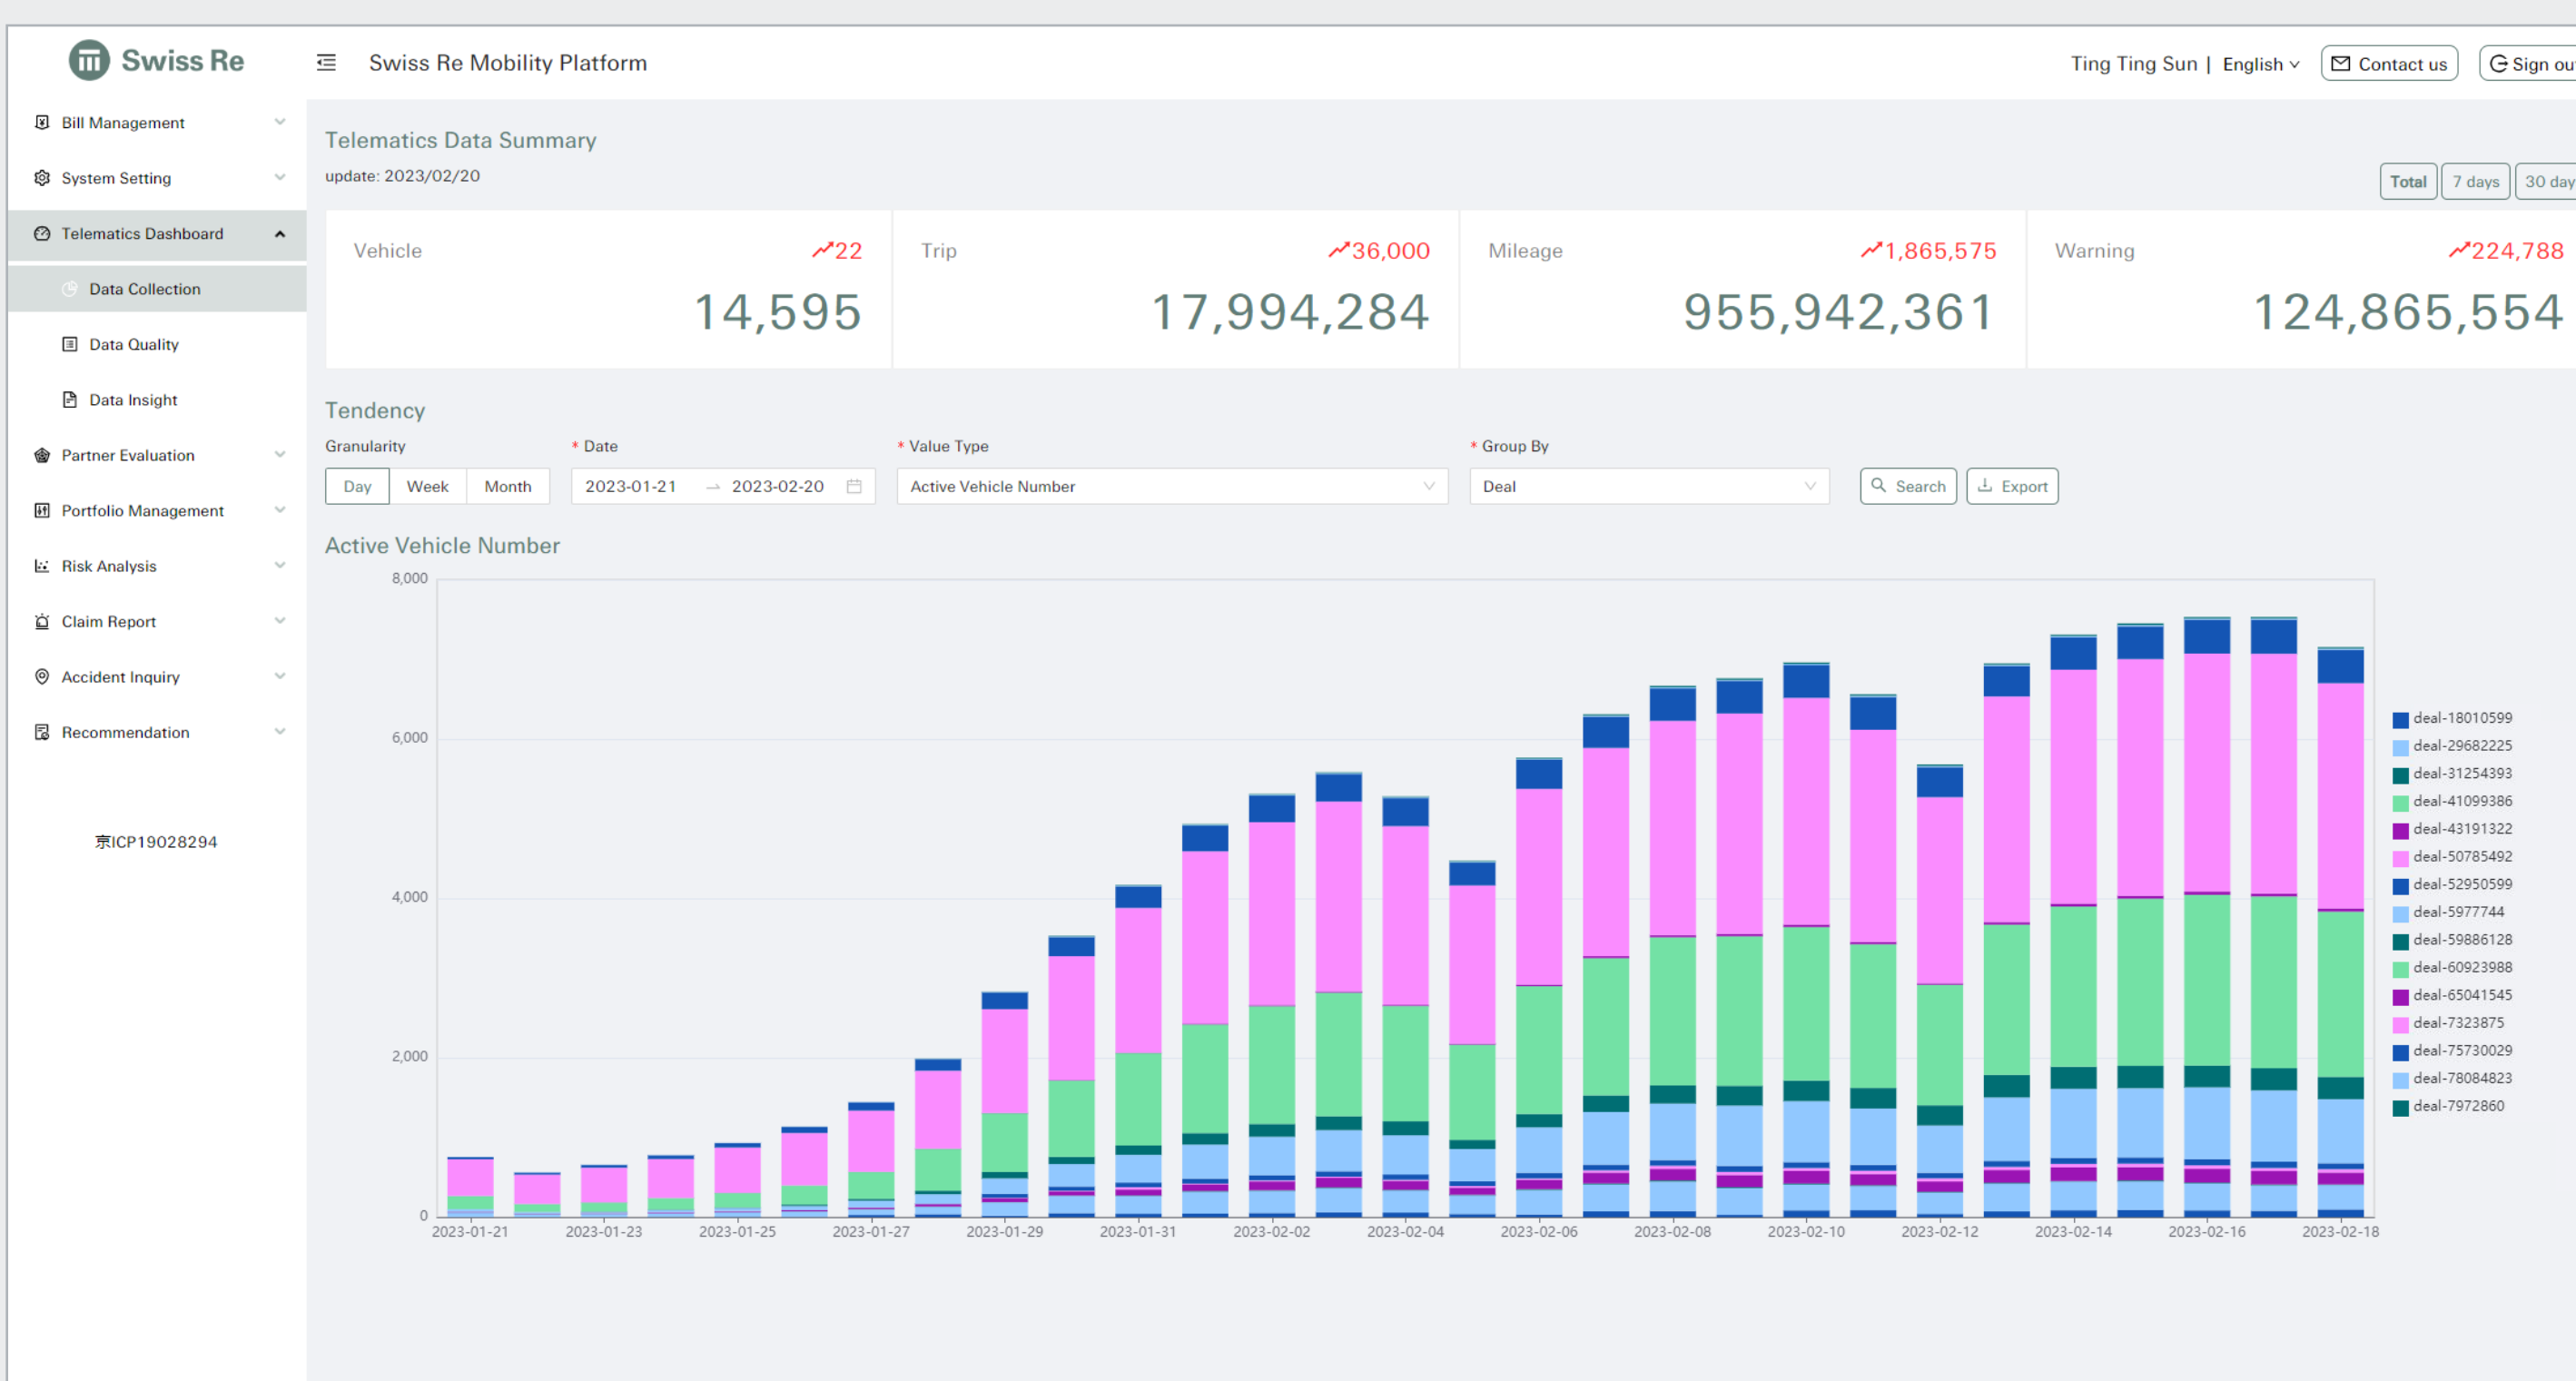 Swiss Re
Swiss Re Mobility Platform
Ting Ting Sun | English
Contact us
Sign out
Bill Management
System Setting
Telematics Dashboard
Data Collection
Data Quality
Data Insight
Partner Evaluation
Portfolio Management
Risk Analysis
Claim Report
Accident Inquiry
Recommendation
京ICP19028294
Telematics Data Summary
update: 2023/02/20
Total
7 days
30 day
Vehicle
22
14,595
Trip
36,000
17,994,284
Mileage
1,865,575
955,942,361
Warning
224,788
124,865,554
Tendency
Granularity
Day
Week
Month
* Date
2023-01-21 → 2023-02-20
* Value Type
Active Vehicle Number
* Group By
Deal
Search
Export
Active Vehicle Number
8,000
6,000
4,000
2,000
0
2023-01-21
2023-01-23
2023-01-25
2023-01-27
2023-01-29
2023-01-31
2023-02-02
2023-02-04
2023-02-06
2023-02-08
2023-02-10
2023-02-12
2023-02-14
2023-02-16
2023-02-18
deal-18010599
deal-29682225
deal-31254393
deal-41099386
deal-43191322
deal-50785492
deal-52950599
deal-5977744
deal-59886128
deal-60923988
deal-65041545
deal-7323875
deal-75730029
deal-78084823
deal-7972860